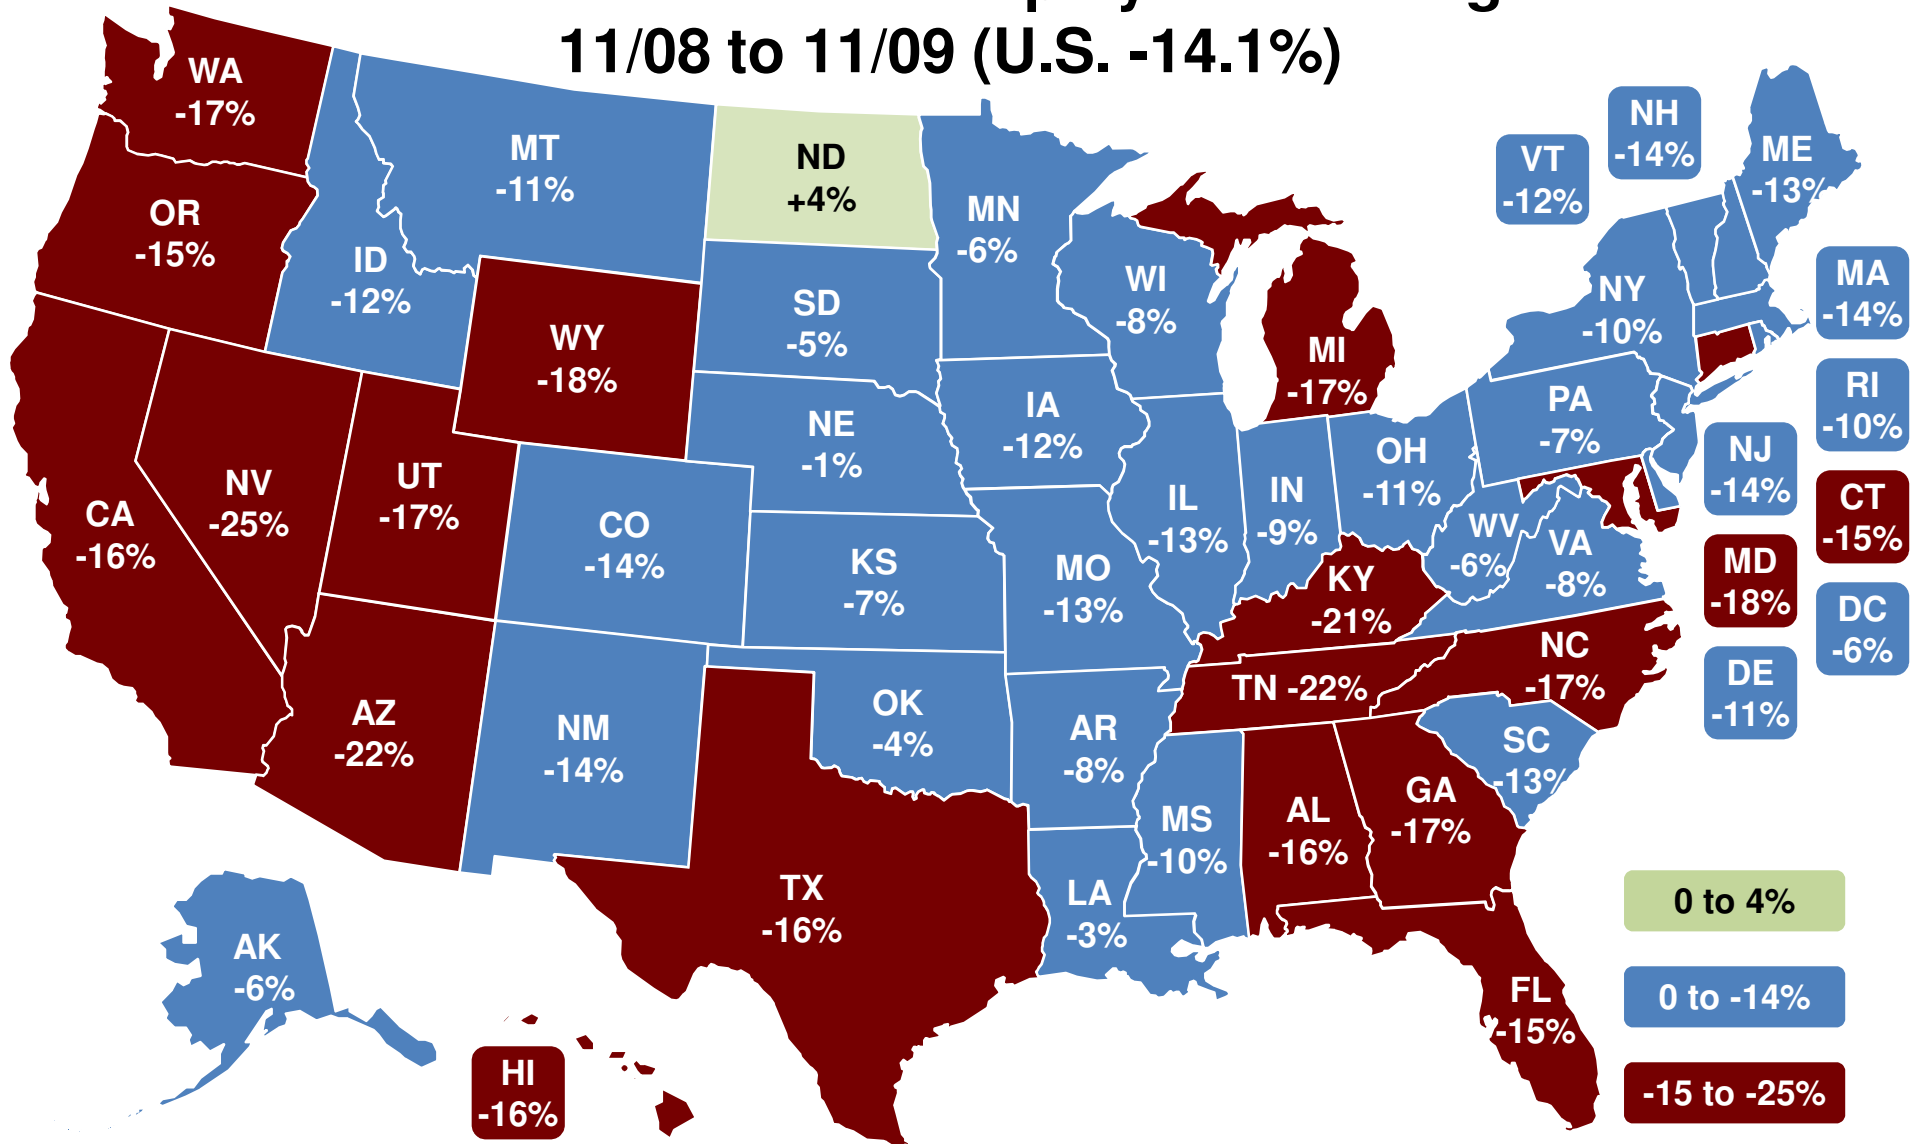 11/08 to 11/09 (U.S. -14.1%)
WA
-17%
OR
-15%
CA
-16%
NV
-25%
ID
-12%
MT
-11%
WY
-18%
UT
-17%
AZ
-22%
CO
-14%
NM
-14%
ND
+4%
SD
-5%
NE
-1%
KS
-7%
OK
-4%
TX
-16%
MN
-6%
IA
-12%
MO
-13%
AR
-8%
LA
-3%
WI
-8%
IL
-13%
MI
-17%
IN
-9%
OH
-11%
KY
-21%
TN -22%
MS
-10%
AL
-16%
GA
-17%
FL
-15%
SC
-13%
NC
-17%
VA
-8%
WV
-6%
PA
-7%
NY
-10%
VT
-12%
NH
-14%
ME
-13%
MA
-14%
RI
-10%
NJ
-14%
CT
-15%
MD
-18%
DC
-6%
DE
-11%
AK
-6%
HI
-16%
0 to 4%
0 to -14%
-15 to -25%